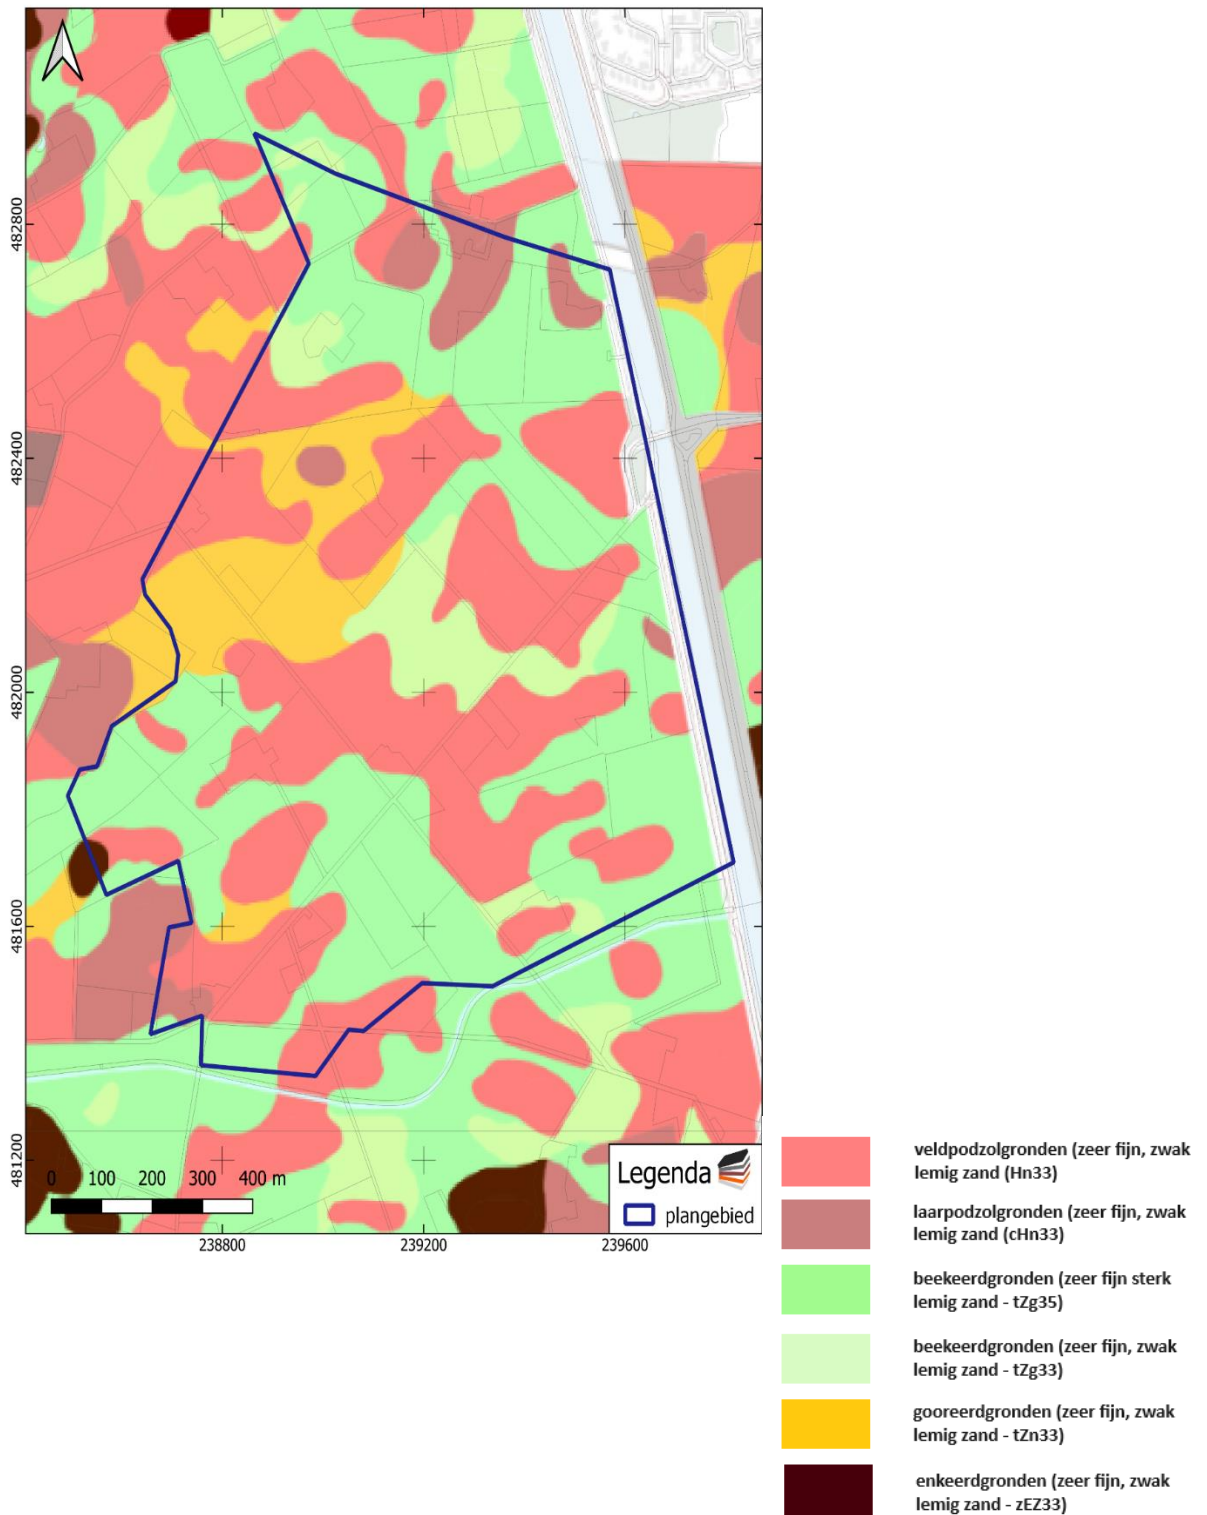 482800
482400
482000
481600
481200
0 100 200 300 400 m
238800 239200 239600
Legenda
plangebied
veldpodzolgronden (zeer fijn, zwak
lemig zand (Hn33)
laarpodzolgronden (zeer fijn, zwak
lemig zand (cHn33)
beekeerdgronden (zeer fijn sterk
lemig zand - tZg35)
beekeerdgronden (zeer fijn, zwak
lemig zand - tZg33)
gooreerdgronden (zeer fijn, zwak
lemig zand - tZn33)
enkeerdgronden (zeer fijn, zwak
lemig zand - zEZ33)